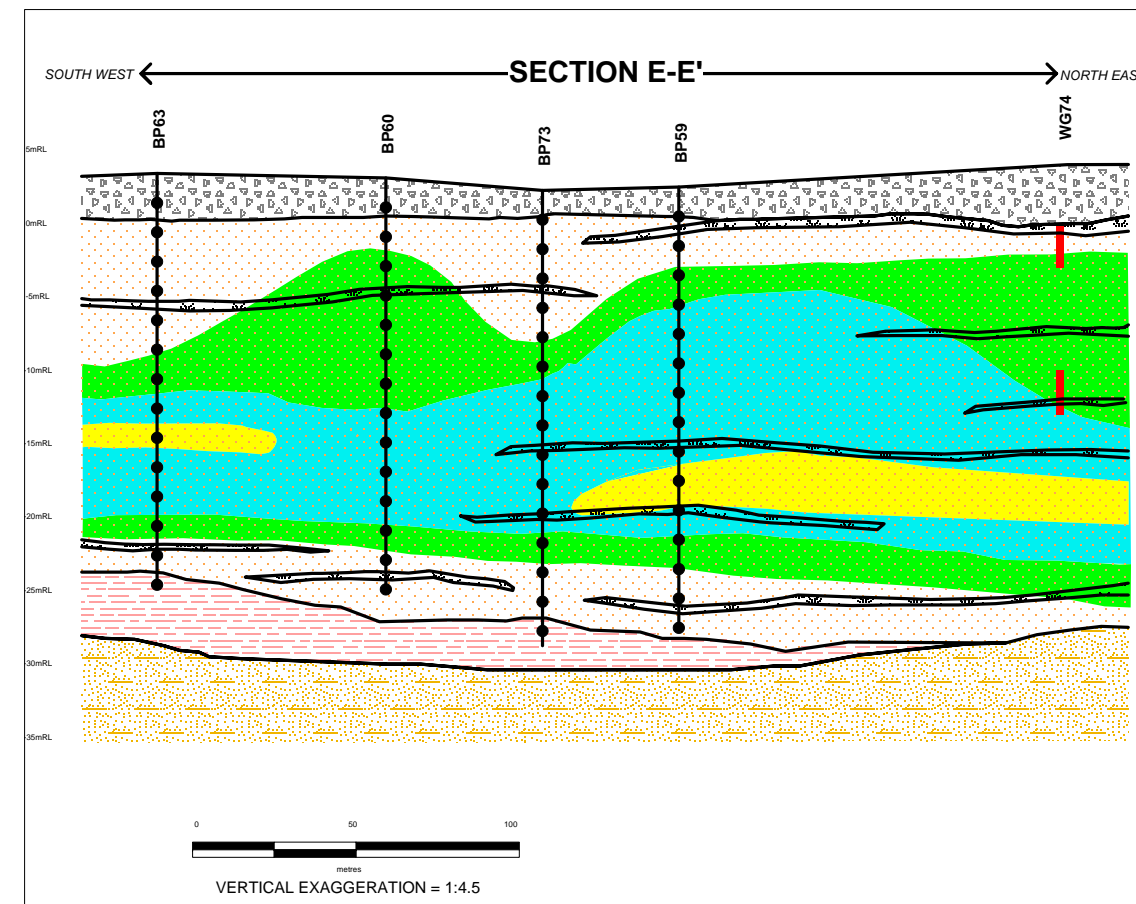 SOUTH WEST
SECTION E-E'
NORTH EAS
BP63
BP60
BP73
BP59
WG74
5mRL
0mRL
-5mRL
-10mRL
-15mRL
-20mRL
-25mRL
-30mRL
-35mRL
0 50 100
metres
VERTICAL EXAGGERATION = 1:4.5